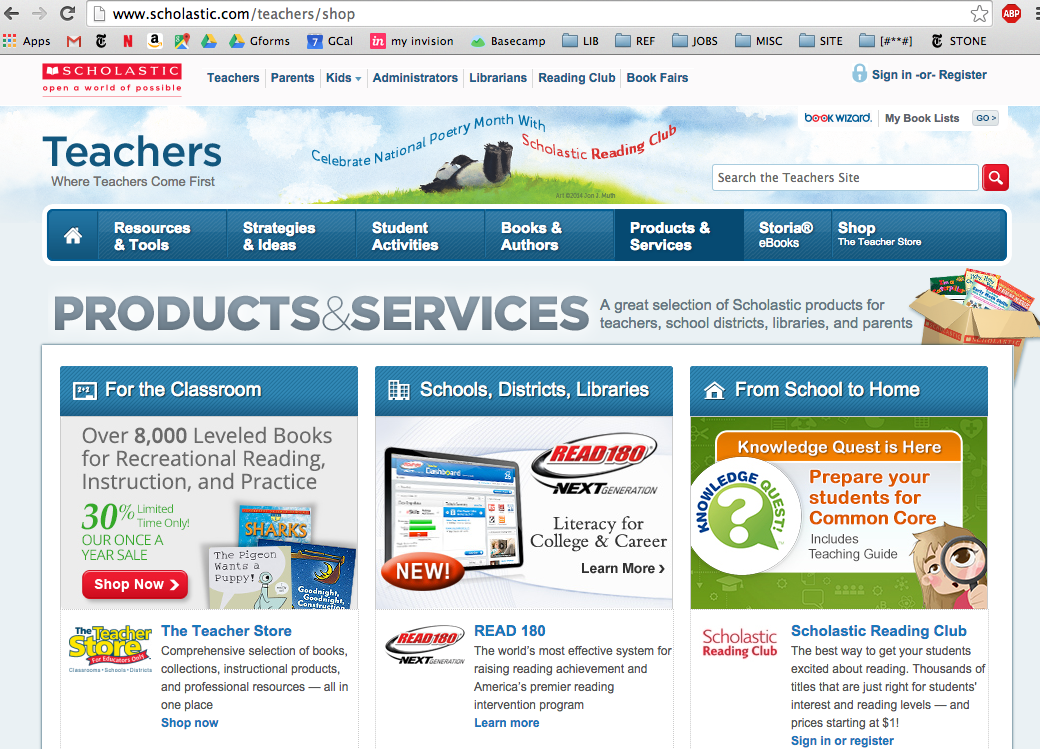 www.scholastic.com/teachers/shop
ABP
Apps Gforms 7 GCal in my invision Basecamp LIB REF JOBS MISC SITE [#**#] STONE
SCHOLASTIC
open a world of possible
Teachers Parents Kids Administrators Librarians Reading Club Book Fairs
Sign in -or- Register
BOOK WIZARD. My Book Lists GO >
Celebrate National Poetry Month With
Scholastic Reading Club
Art ©2014 Jon J Muth
Teachers
Where Teachers Come First
Search the Teachers Site
Resources & Tools
Strategies & Ideas
Student Activities
Books & Authors
Products & Services
Storia® eBooks
Shop The Teacher Store
PRODUCTS&SERVICES
A great selection of Scholastic products for
teachers, school districts, libraries, and parents
SCHOLASTIC
For the Classroom
Over 8,000 Leveled Books
for Recreational Reading,
Instruction, and Practice
30% Limited
Time Only!
OUR ONCE A
YEAR SALE
Shop Now
SHARKS
The Pigeon
Wants a
Puppy!
Goodnight,
Goodnight,
Construction
The Teacher Store
For Educators Only
Classrooms • Schools • Districts
The Teacher Store
Comprehensive selection of books,
collections, instructional products,
and professional resources — all in
one place
Shop now
Schools, Districts, Libraries
Dashboard
READ180
NEXT GENERATION
Literacy for
College & Career
NEW!
Learn More ›
READ180
NEXT GENERATION
READ 180
The world's most effective system for
raising reading achievement and
America's premier reading
intervention program
Learn more
From School to Home
Knowledge Quest is Here
KNOWLEDGE QUEST!
Prepare your
students for
Common Core
Includes
Teaching Guide
Scholastic
Reading Club
Scholastic Reading Club
The best way to get your students
excited about reading. Thousands of
titles that are just right for students'
interest and reading levels — and
prices starting at $1!
Sign in or register